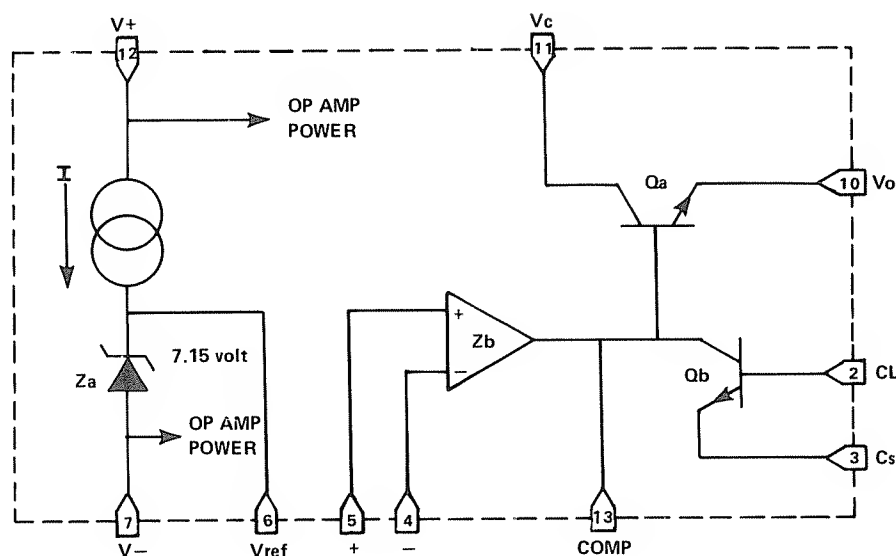 V+
Vc
12
11
OP AMP
POWER
I
Qa
10
Vo
+
Zb
−
7.15 volt
Za
Qb
2
CL
OP AMP
POWER
3
Cs
7
6
5
4
13
V−
Vref
+
−
COMP